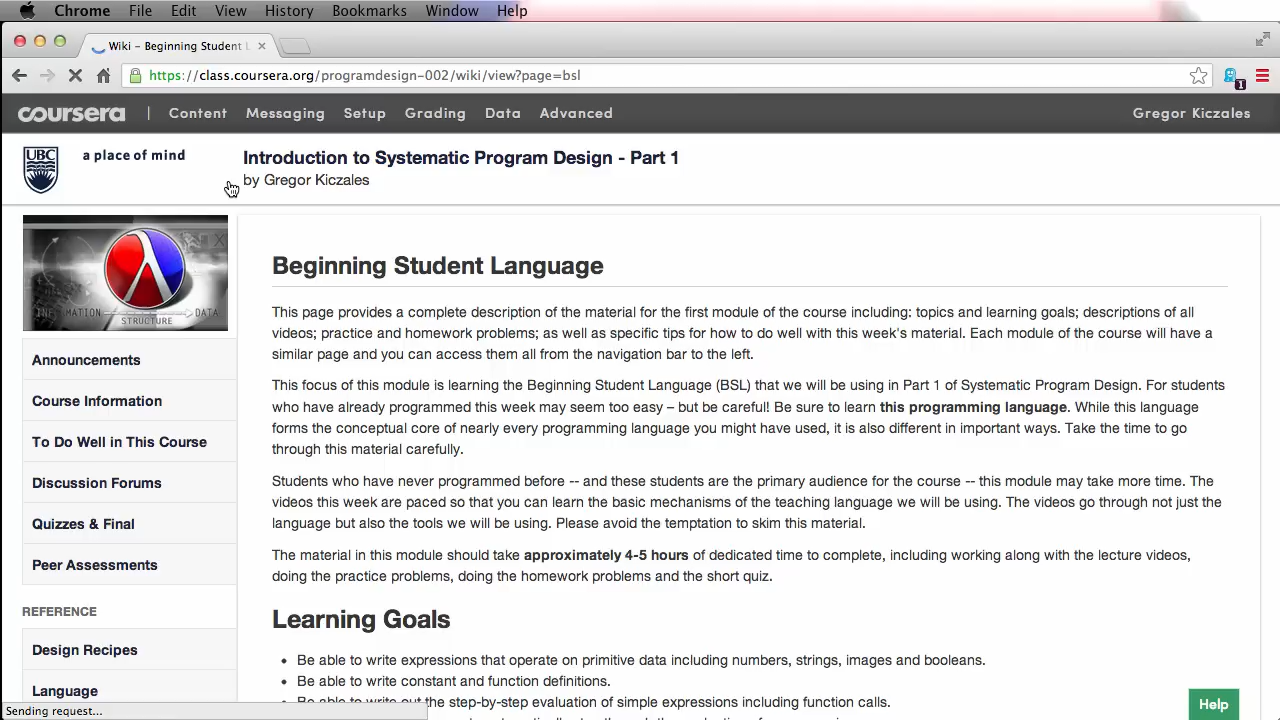 Chrome File Edit View History Bookmarks Window Help
Wiki – Beginning Student L
https://class.coursera.org/programdesign-002/wiki/view?page=bsl
1
coursera | Content Messaging Setup Grading Data Advanced Gregor Kiczales
UBC a place of mind
Introduction to Systematic Program Design - Part 1
by Gregor Kiczales
INFORMATION DATA
STRUCTURE
Announcements
Course Information
To Do Well in This Course
Discussion Forums
Quizzes & Final
Peer Assessments
REFERENCE
Design Recipes
Language
Beginning Student Language
This page provides a complete description of the material for the first module of the course including: topics and learning goals; descriptions of all
videos; practice and homework problems; as well as specific tips for how to do well with this week's material. Each module of the course will have a
similar page and you can access them all from the navigation bar to the left.
This focus of this module is learning the Beginning Student Language (BSL) that we will be using in Part 1 of Systematic Program Design. For students
who have already programmed this week may seem too easy – but be careful! Be sure to learn this programming language. While this language
forms the conceptual core of nearly every programming language you might have used, it is also different in important ways. Take the time to go
through this material carefully.
Students who have never programmed before -- and these students are the primary audience for the course -- this module may take more time. The
videos this week are paced so that you can learn the basic mechanisms of the teaching language we will be using. The videos go through not just the
language but also the tools we will be using. Please avoid the temptation to skim this material.
The material in this module should take approximately 4-5 hours of dedicated time to complete, including working along with the lecture videos,
doing the practice problems, doing the homework problems and the short quiz.
Learning Goals
• Be able to write expressions that operate on primitive data including numbers, strings, images and booleans.
• Be able to write constant and function definitions.
• Be able to write out the step-by-step evaluation of simple expressions including function calls.
Sending request...
Help